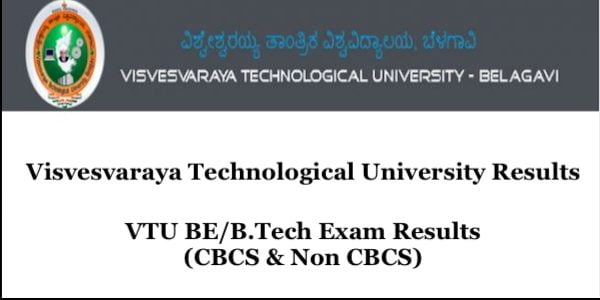 ವಿಶ್ವೇಶ್ವರಯ್ಯ ತಾಂತ್ರಿಕ ವಿಶ್ವವಿದ್ಯಾಲಯ, ಬೆಳಗಾವಿ
VISVESVARAYA TECHNOLOGICAL UNIVERSITY - BELAGAVI
Visvesvaraya Technological University Results
VTU BE/B.Tech Exam Results
(CBCS & Non CBCS)